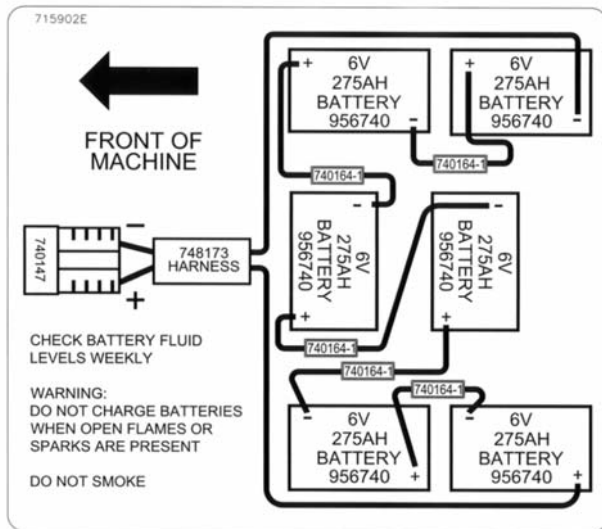 715902E
FRONT OF
MACHINE
+
6V
275AH
BATTERY
956740
-
+
6V
275AH
BATTERY
956740
-
740164-1
740164-1
-
6V
275AH
BATTERY
956740
+
-
6V
275AH
BATTERY
956740
+
740147
-
+
748173
HARNESS
740164-1
740164-1
740164-1
CHECK BATTERY FLUID
LEVELS WEEKLY
WARNING:
DO NOT CHARGE BATTERIES
WHEN OPEN FLAMES OR
SPARKS ARE PRESENT
DO NOT SMOKE
-
6V
275AH
BATTERY
956740
+
-
6V
275AH
BATTERY
956740
+